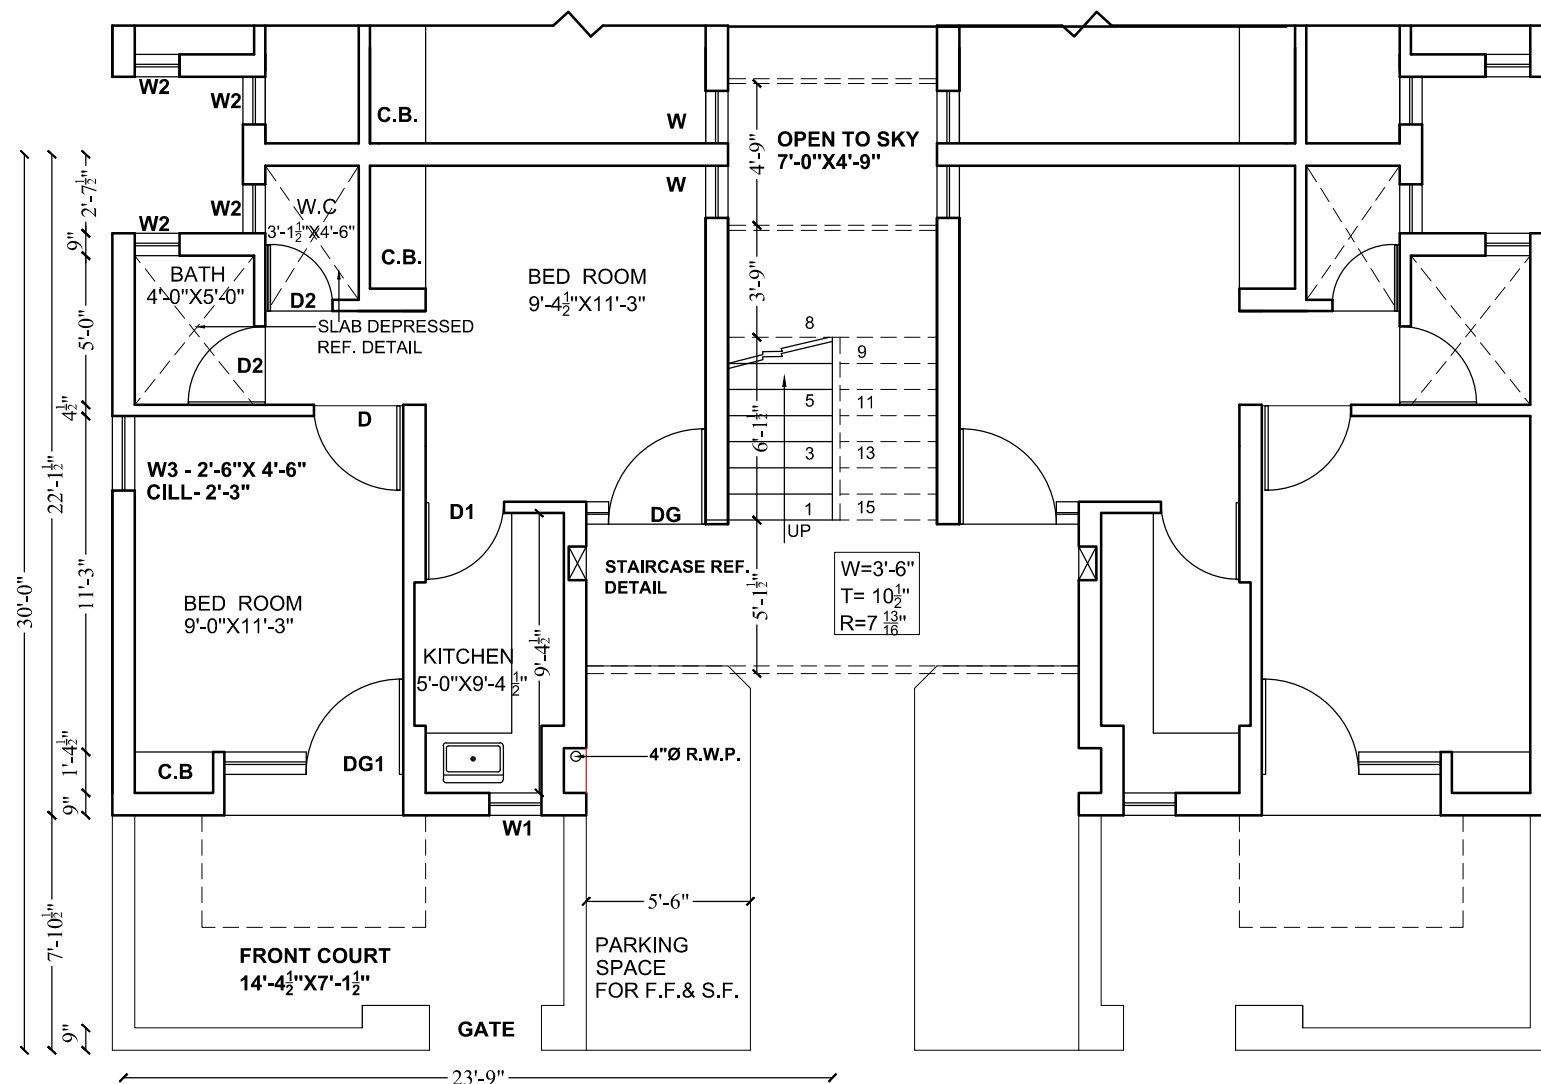 W2
W2
C.B.
W
OPEN TO SKY
7'-0"X4'-9"
4'-9"
W
W2
W2
W.C
3'-1½"X4'-6"
C.B.
2'-7½"
9"
BATH
4'-0"X5'-0"
D2
BED ROOM
9'-4½"X11'-3"
3'-9"
SLAB DEPRESSED
REF. DETAIL
8
9
D2
5'-0"
4½"
D
5
11
6'-1½"
W3 - 2'-6"X 4'-6"
CILL- 2'-3"
3
13
22'-1½"
D1
DG
1
15
UP
STAIRCASE REF.
DETAIL
5'-1½"
W=3'-6"
T= 10½"
R=7 13/16"
30'-0"
11'-3"
BED ROOM
9'-0"X11'-3"
KITCHEN
5'-0"X9'-4 ½"
9'-4½"
1'-4½"
C.B
DG1
4"Ø R.W.P.
9"
W1
5'-6"
7'-10½"
FRONT COURT
14'-4½"X7'-1½"
PARKING
SPACE
FOR F.F.& S.F.
9"
GATE
23'-9"